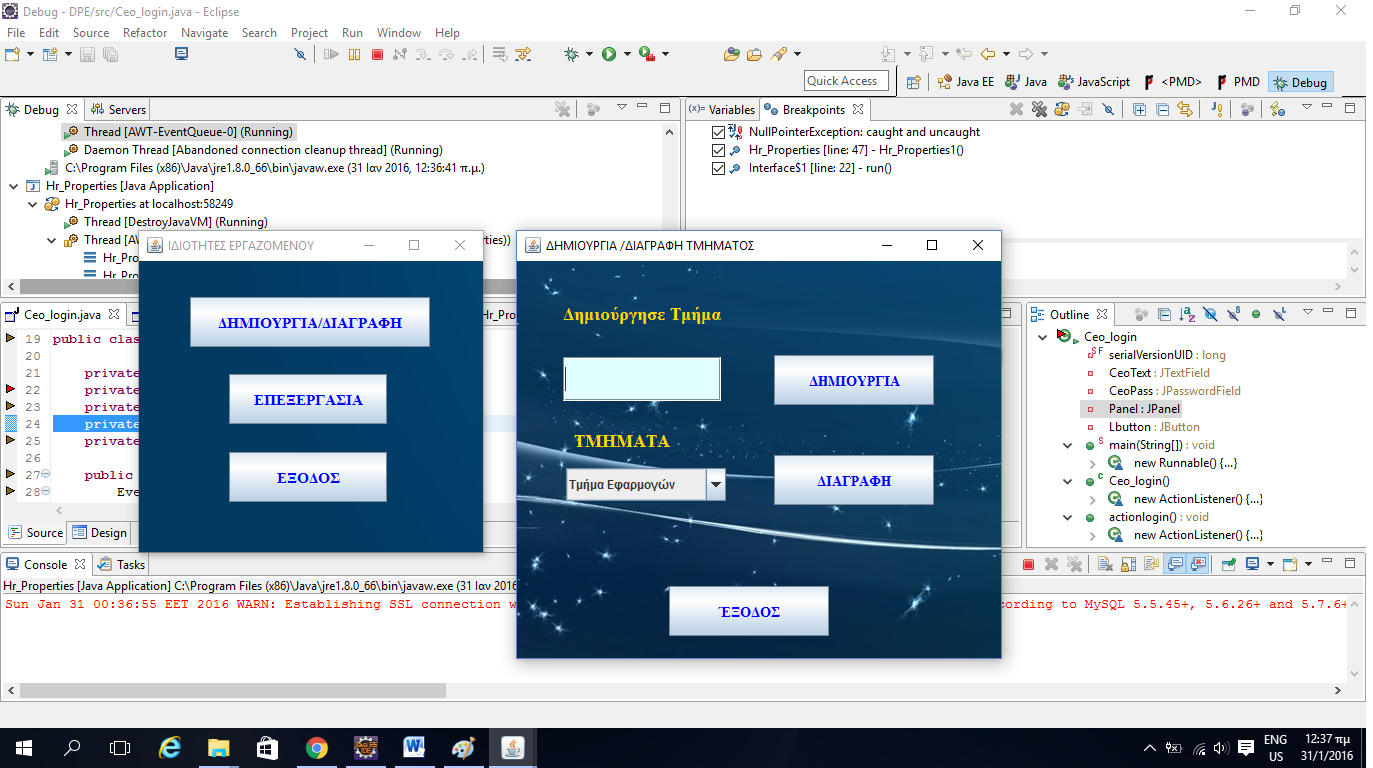 Debug - DPE/src/Ceo_login.java - Eclipse
File Edit Source Refactor Navigate Search Project Run Window Help
Quick Access
Java EE Java JavaScript <PMD> PMD Debug
Debug Servers
Thread [AWT-EventQueue-0] (Running)
Daemon Thread [Abandoned connection cleanup thread] (Running)
C:\Program Files (x86)\Java\jre1.8.0_66\bin\javaw.exe (31 Ιαν 2016, 12:36:41 π.μ.)
Hr_Properties [Java Application]
Hr_Properties at localhost:58249
Thread [DestroyJavaVM] (Running)
Thread [AW
erties))
Hr_Pro
Hr_Pro
(x)= Variables Breakpoints
NullPointerException: caught and uncaught
Hr_Properties [line: 47] - Hr_Properties1()
Interface$1 [line: 22] - run()
ΙΔΙΟΤΗΤΕΣ ΕΡΓΑΖΟΜΕΝΟΥ
ΔΗΜΙΟΥΡΓΙΑ/ΔΙΑΓΡΑΦΗ
ΕΠΕΞΕΡΓΑΣΙΑ
ΕΞΟΔΟΣ
ΔΗΜΙΟΥΡΓΙΑ /ΔΙΑΓΡΑΦΗ ΤΜΗΜΑΤΟΣ
Δημιούργησε Τμήμα
ΔΗΜΙΟΥΡΓΙΑ
ΤΜΗΜΑΤΑ
Τμήμα Εφαρμογών
ΔΙΑΓΡΑΦΗ
ΈΞΟΔΟΣ
Ceo_login.java
Hr_Pro
19 public clas
20
21 private
22 private
23 private
24 private
25 private
26
27 public
28 Eve
Source Design
Outline
Ceo_login
serialVersionUID : long
CeoText : JTextField
CeoPass : JPasswordField
Panel : JPanel
Lbutton : JButton
main(String[]) : void
new Runnable() {...}
Ceo_login()
new ActionListener() {...}
actionlogin() : void
new ActionListener() {...}
Console Tasks
Hr_Properties [Java Application] C:\Program Files (x86)\Java\jre1.8.0_66\bin\javaw.exe (31 Ιαν 2016
Sun Jan 31 00:36:55 EET 2016 WARN: Establishing SSL connection w
cording to MySQL 5.5.45+, 5.6.26+ and 5.7.6+
ENG
US
12:37 πμ
31/1/2016